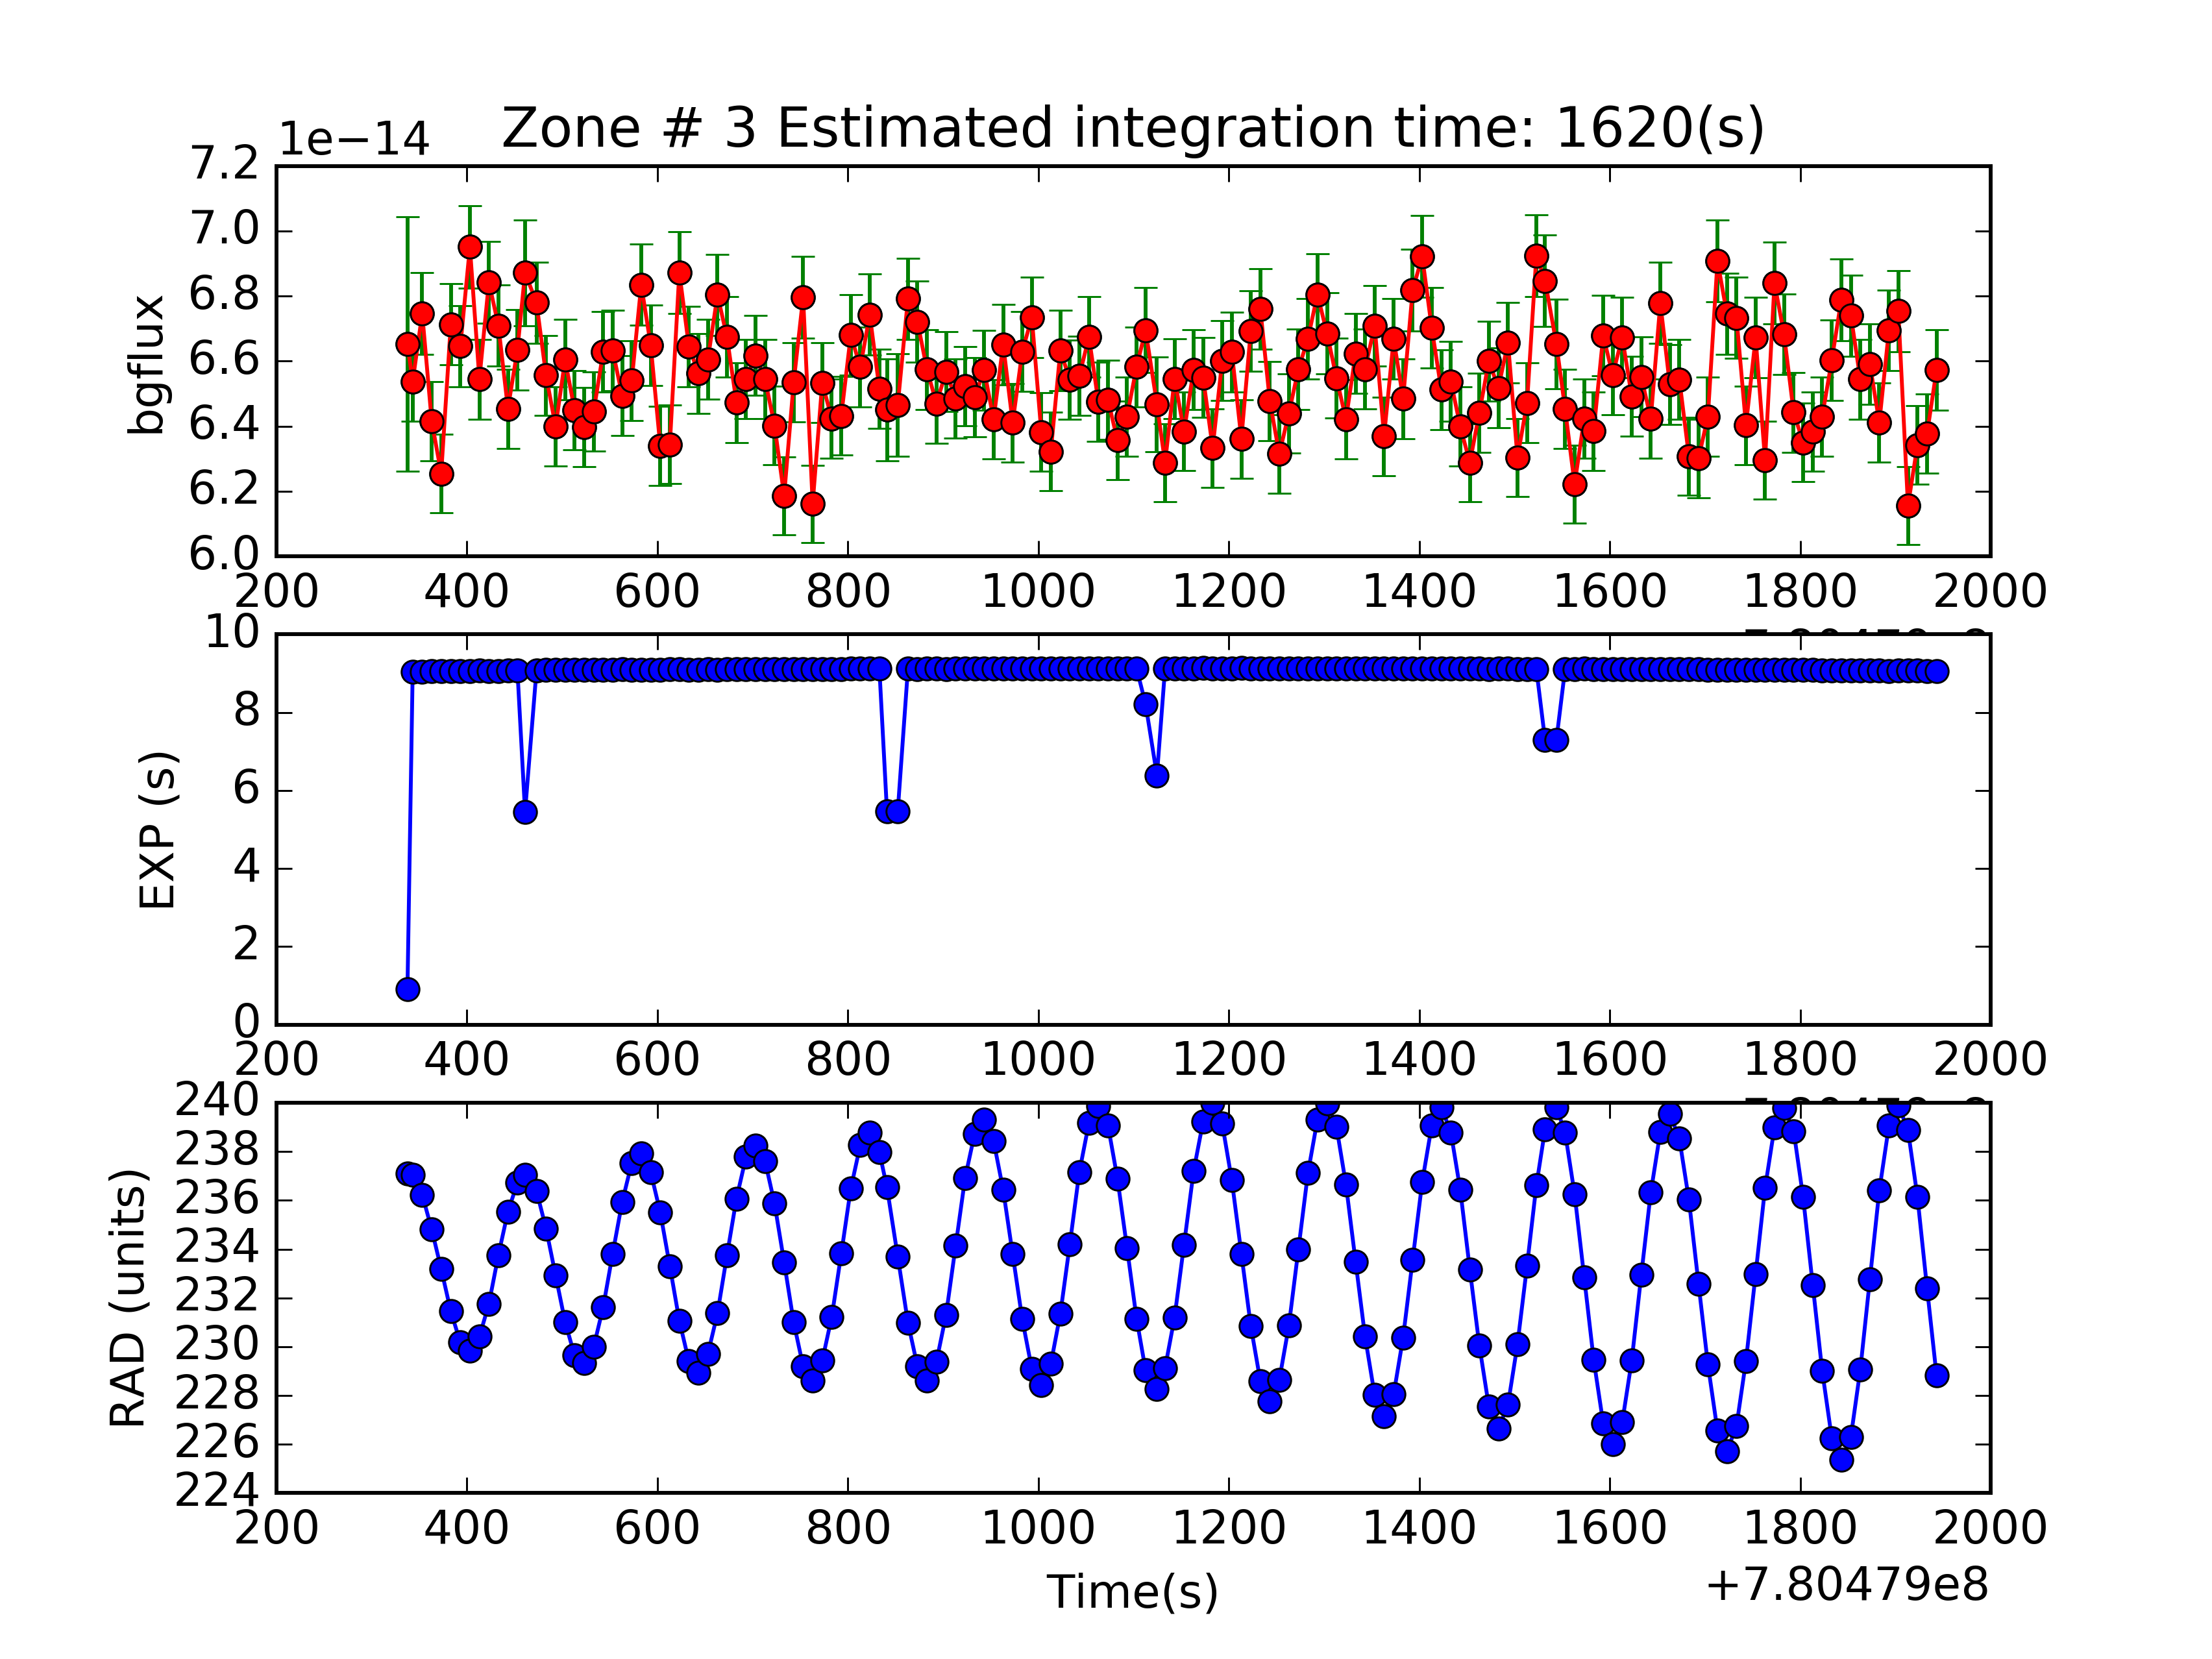 Zone # 3 Estimated integration time: 1620(s)
1e−14
7.2
7.0
6.8
6.6
6.4
6.2
6.0
bgflux
200 400 600 800 1000 1200 1400 1600 1800 2000
10
8
6
4
2
0
EXP (s)
200 400 600 800 1000 1200 1400 1600 1800 2000
240
238
236
234
232
230
228
226
224
RAD (units)
200 400 600 800 1000 1200 1400 1600 1800 2000
Time(s)
+7.80479e8